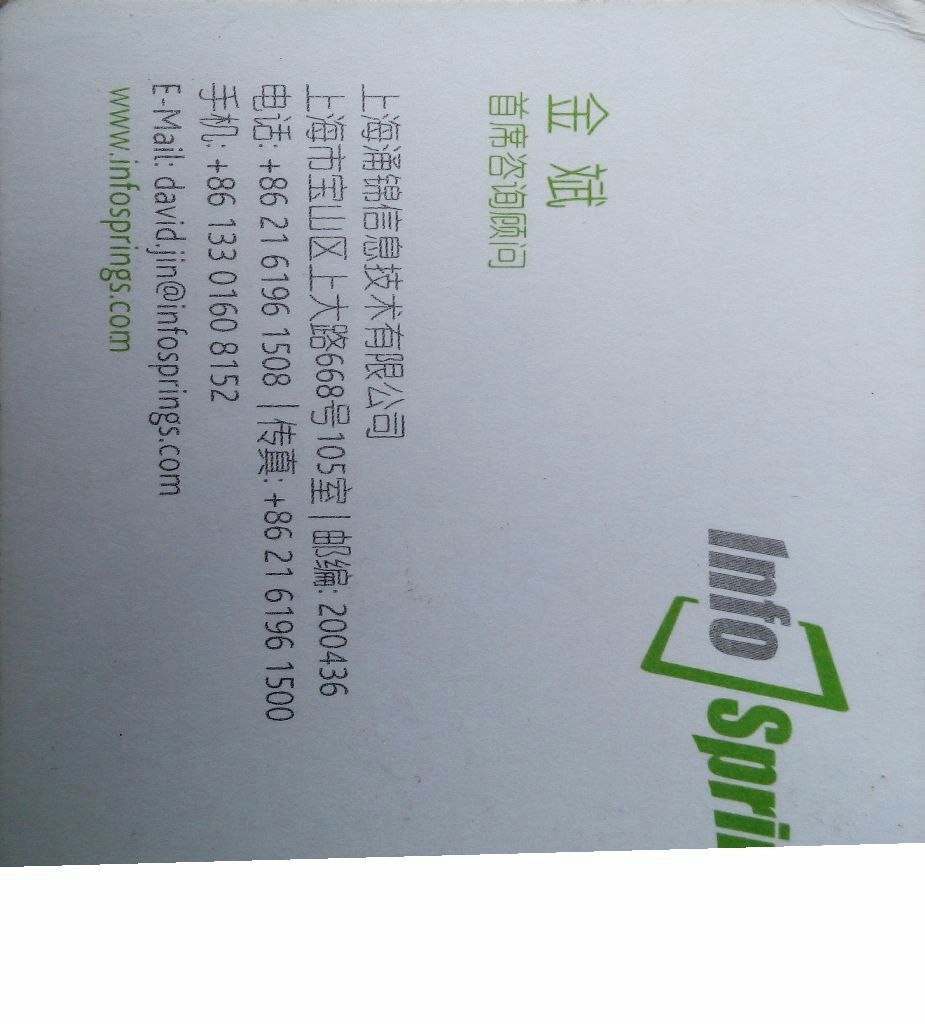 Info
Sprin
金 斌
首席咨询顾问
上海涌锦信息技术有限公司
上海市宝山区上大路668号105室 | 邮编: 200436
电话: +86 21 6196 1508 | 传真: +86 21 6196 1500
手机: +86 133 0160 8152
E-Mail: david.jin@infosprings.com
www.infosprings.com